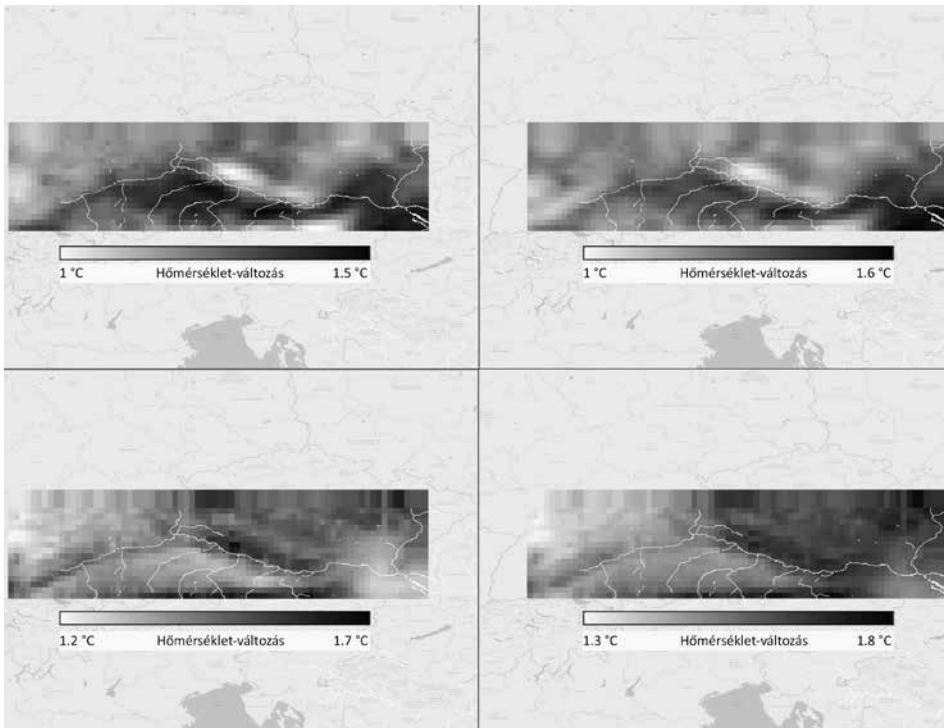 1 °C Hőmérséklet-változás 1.5 °C
1 °C Hőmérséklet-változás 1.6 °C
1.2 °C Hőmérséklet-változás 1.7 °C
1.3 °C Hőmérséklet-változás 1.8 °C